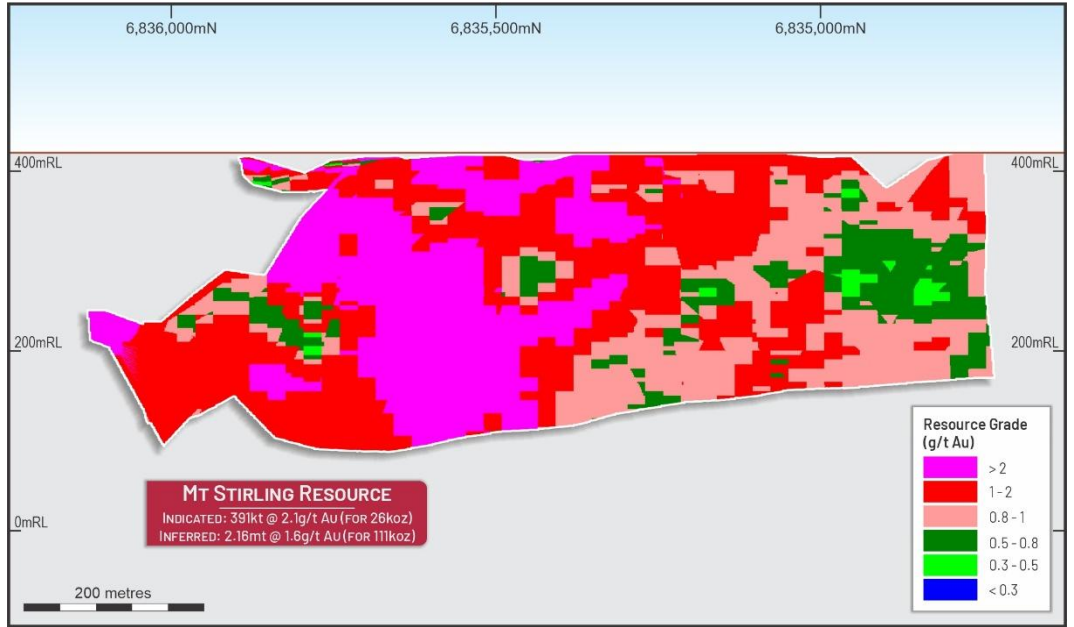 6,836,000mN 6,835,500mN 6,835,000mN
400mRL 400mRL
200mRL 200mRL
0mRL
MT STIRLING RESOURCE
INDICATED: 391kt @ 2.1g/t Au (FOR 26koz)
INFERRED: 2.16mt @ 1.6g/t Au (FOR 111koz)
200 metres
Resource Grade
(g/t Au)
> 2
1 - 2
0.8 - 1
0.5 - 0.8
0.3 - 0.5
< 0.3